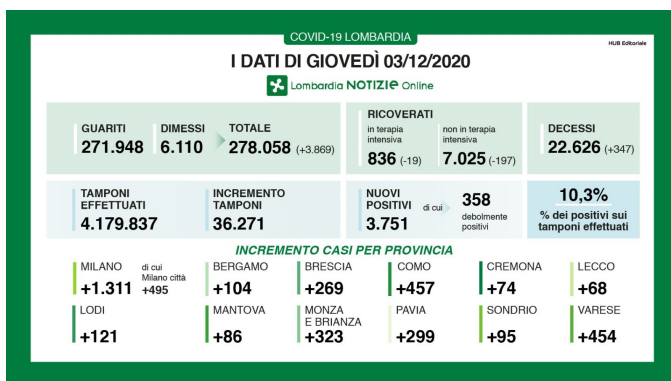 COVID-19 LOMBARDIA
HUB Editoriale
I DATI DI GIOVEDÌ 03/12/2020
Lombardia NOTIZIE Online
GUARITI
271.948
DIMESSI
6.110
TOTALE
278.058 (+3.869)
RICOVERATI
in terapia
intensiva
836 (-19)
non in terapia
intensiva
7.025 (-197)
DECESSI
22.626 (+347)
TAMPONI
EFFETTUATI
4.179.837
INCREMENTO
TAMPONI
36.271
NUOVI
POSITIVI
3.751
di cui
358
debolmente
positivi
10,3%
% dei positivi sui
tamponi effettuati
INCREMENTO CASI PER PROVINCIA
MILANO
+1.311
di cui
Milano città
+495
BERGAMO
+104
BRESCIA
+269
COMO
+457
CREMONA
+74
LECCO
+68
LODI
+121
MANTOVA
+86
MONZA
E BRIANZA
+323
PAVIA
+299
SONDRIO
+95
VARESE
+454